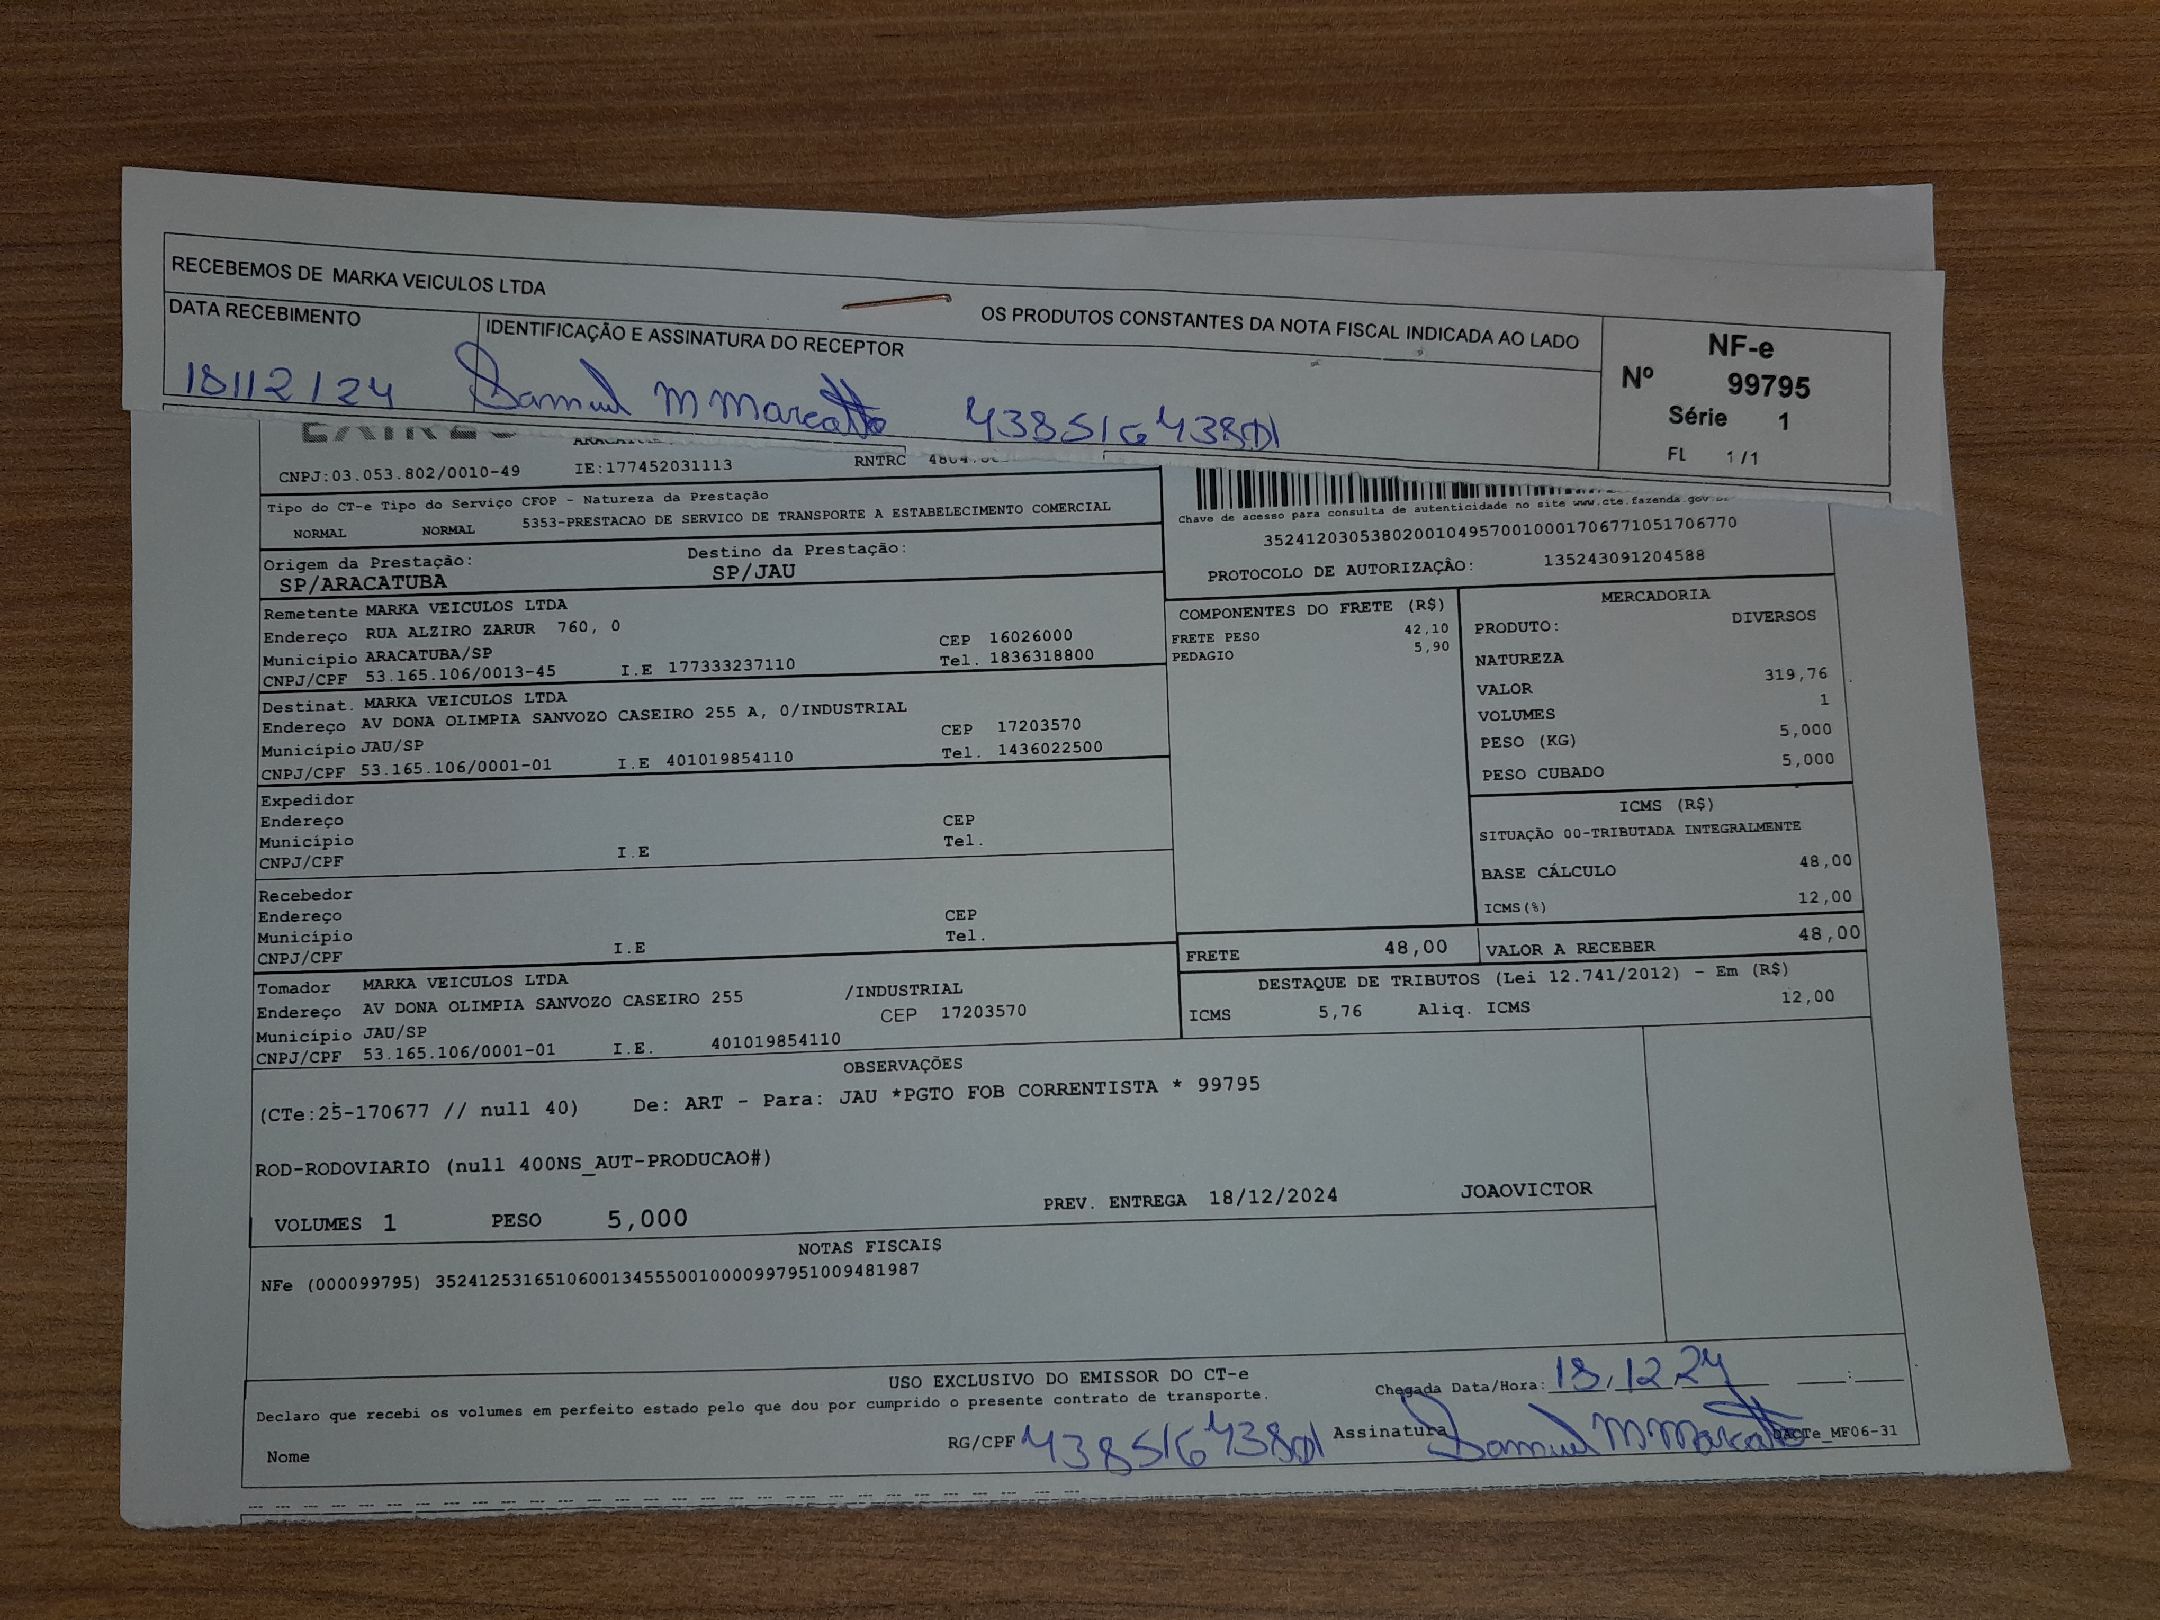 RECEBEMOS DE MARKA VEICULOS LTDA
OS PRODUTOS CONSTANTES DA NOTA FISCAL INDICADA AO LADO
DATA RECEBIMENTO
IDENTIFICAÇÃO E ASSINATURA DO RECEPTOR
18/12/24 Samuel M Marcatto
NF-e
Nº 99795
Série 1
FL 1/1
CNPJ:03.053.802/0010-49 IE:177452031113 RNTRC
Tipo do CT-e Tipo do Serviço CFOP - Natureza da Prestação
NORMAL NORMAL 5353-PRESTACAO DE SERVICO DE TRANSPORTE A ESTABELECIMENTO COMERCIAL
Chave de acesso para consulta de autenticidade no site www.cte.fazenda.gov.
35241203053802001049570010001706771051706770
PROTOCOLO DE AUTORIZAÇÃO: 135243091204588
Origem da Prestação: Destino da Prestação:
SP/ARACATUBA SP/JAU
Remetente MARKA VEICULOS LTDA
Endereço RUA ALZIRO ZARUR 760, 0 CEP 16026000
Município ARACATUBA/SP Tel. 1836318800
CNPJ/CPF 53.165.106/0013-45 I.E 177333237110
Destinat. MARKA VEICULOS LTDA
Endereço AV DONA OLIMPIA SANVOZO CASEIRO 255 A, 0/INDUSTRIAL CEP 17203570
Município JAU/SP Tel. 1436022500
CNPJ/CPF 53.165.106/0001-01 I.E 401019854110
Expedidor
Endereço CEP
Município Tel.
CNPJ/CPF I.E
Recebedor
Endereço CEP
Município Tel.
CNPJ/CPF I.E
Tomador MARKA VEICULOS LTDA
Endereço AV DONA OLIMPIA SANVOZO CASEIRO 255 /INDUSTRIAL
Município JAU/SP CEP 17203570
CNPJ/CPF 53.165.106/0001-01 I.E. 401019854110
COMPONENTES DO FRETE (R$)
FRETE PESO 42,10
PEDAGIO 5,90
MERCADORIA
PRODUTO: DIVERSOS
NATUREZA
VALOR 319,76
VOLUMES 1
PESO (KG) 5,000
PESO CUBADO 5,000
ICMS (R$)
SITUAÇÃO 00-TRIBUTADA INTEGRALMENTE
BASE CÁLCULO 48,00
ICMS(%) 12,00
FRETE 48,00 VALOR A RECEBER 48,00
DESTAQUE DE TRIBUTOS (Lei 12.741/2012) - Em (R$)
ICMS 5,76 Aliq. ICMS 12,00
OBSERVAÇÕES
(CTe:25-170677 // null 40) De: ART - Para: JAU *PGTO FOB CORRENTISTA * 99795
ROD-RODOVIARIO (null 400NS_AUT-PRODUCAO#)
VOLUMES 1 PESO 5,000 PREV. ENTREGA 18/12/2024 JOAOVICTOR
NOTAS FISCAIS
NFe (000099795) 35241253165106001345550010000997951009481987
USO EXCLUSIVO DO EMISSOR DO CT-e
Declaro que recebi os volumes em perfeito estado pelo que dou por cumprido o presente contrato de transporte.
Chegada Data/Hora: 18.12.24 :
Nome RG/CPF Assinatura Samuel M Marcatto DACTe_MF06-31